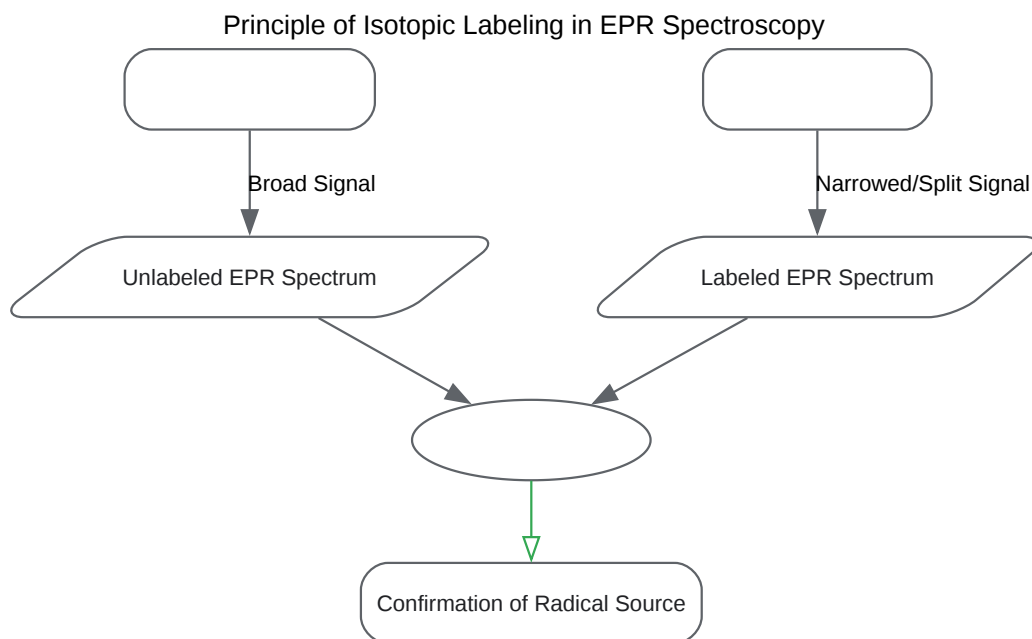 Principle of Isotopic Labeling in EPR Spectroscopy
Broad Signal
Narrowed/Split Signal
Unlabeled EPR Spectrum
Labeled EPR Spectrum
Confirmation of Radical Source